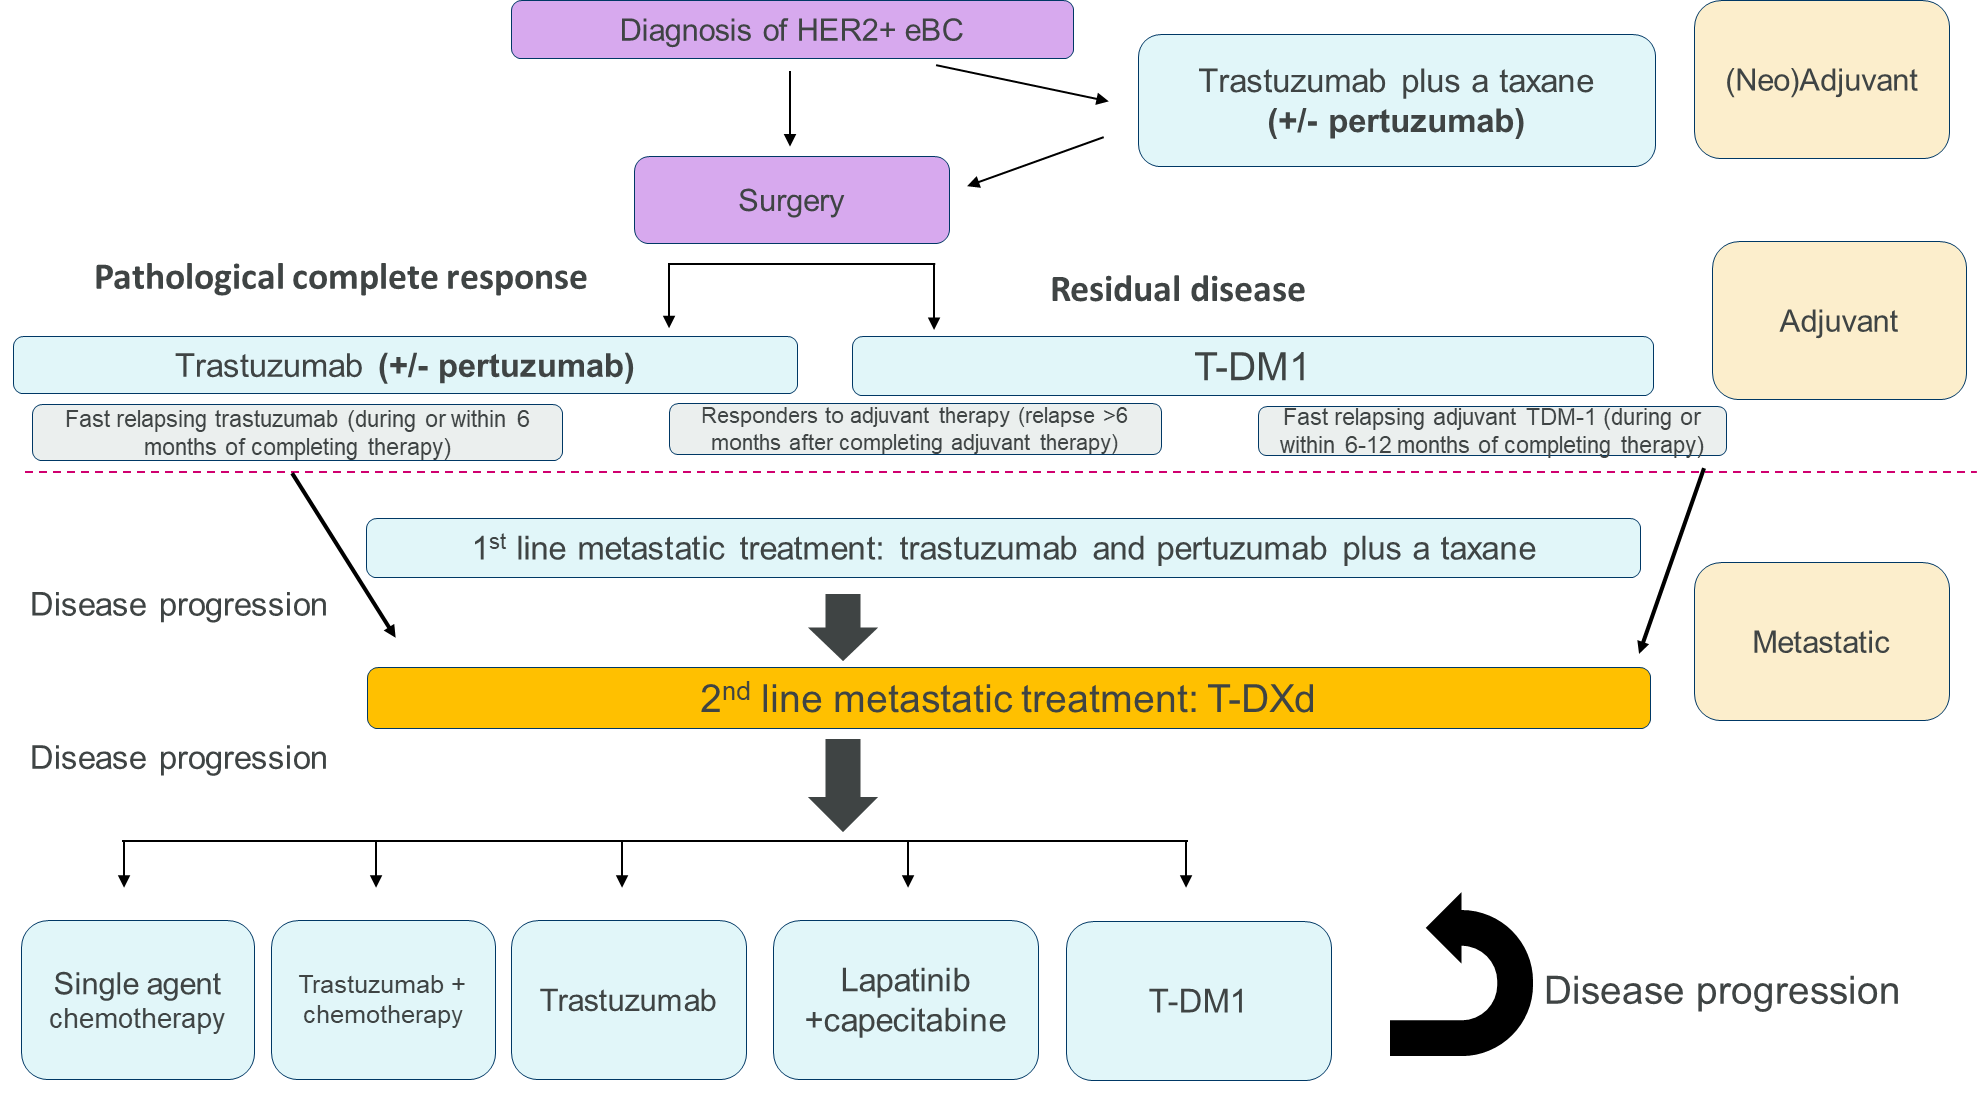 Diagnosis of HER2+ eBC
Trastuzumab plus a taxane
(+/- pertuzumab)
(Neo)Adjuvant
Surgery
Pathological complete response
Residual disease
Adjuvant
Trastuzumab (+/- pertuzumab)
T-DM1
Fast relapsing trastuzumab (during or within 6
months of completing therapy)
Responders to adjuvant therapy (relapse >6
months after completing adjuvant therapy)
Fast relapsing adjuvant TDM-1 (during or
within 6-12 months of completing therapy)
1st line metastatic treatment: trastuzumab and pertuzumab plus a taxane
Disease progression
Metastatic
2nd line metastatic treatment: T-DXd
Disease progression
Single agent
chemotherapy
Trastuzumab +
chemotherapy
Trastuzumab
Lapatinib
+capecitabine
T-DM1
Disease progression